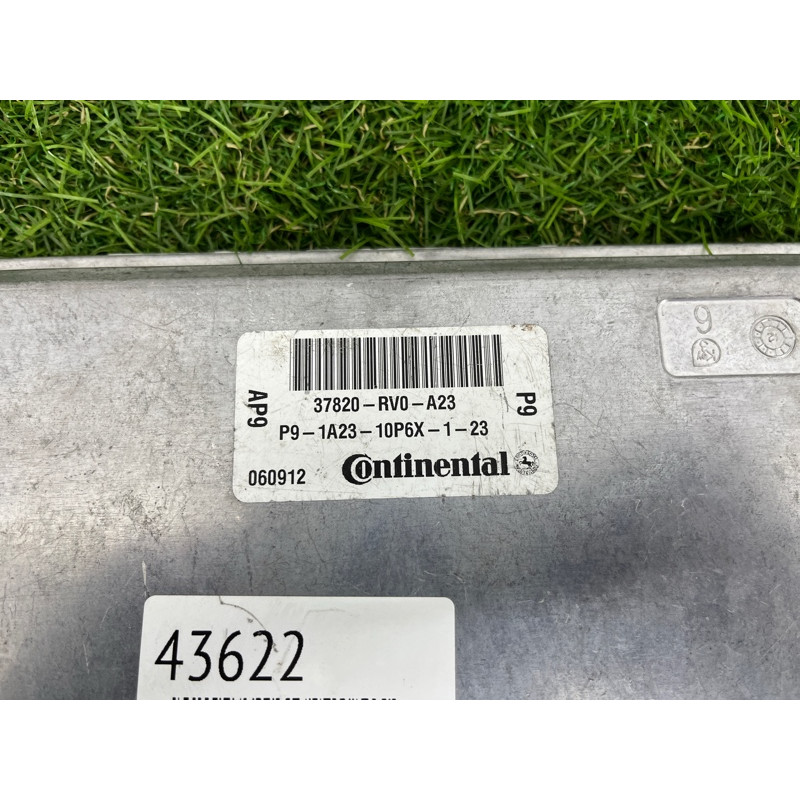 9
37820-RV0-A23
AP9
P9
P9-1A23-10P6X-1-23
060912
Continental
43622